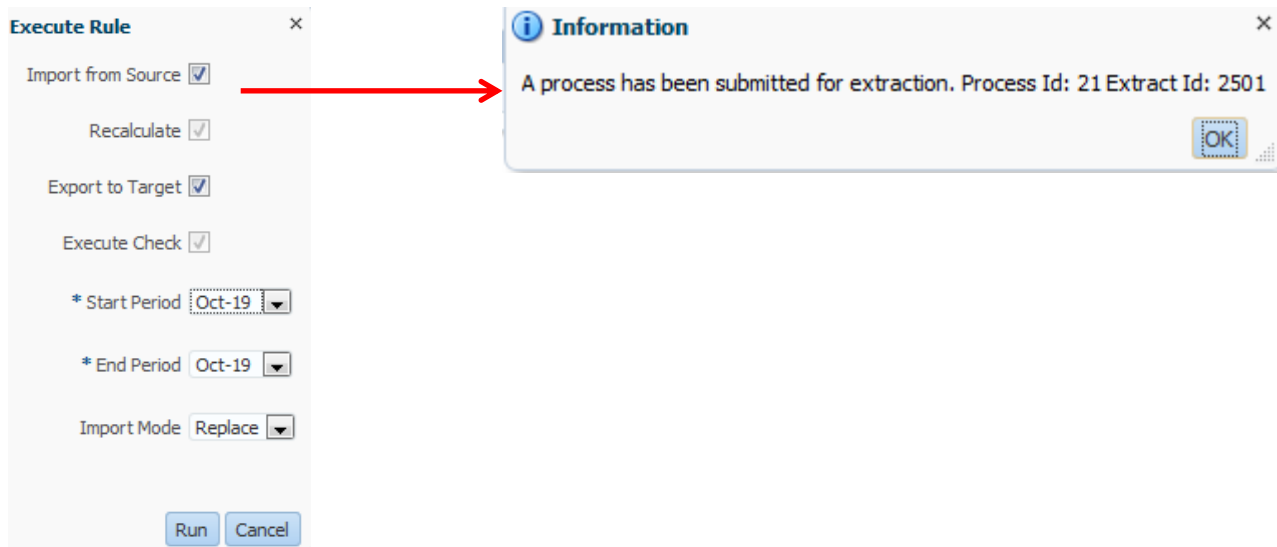 Execute Rule
Import from Source
Recalculate
Export to Target
Execute Check
* Start Period Oct-19
* End Period Oct-19
Import Mode Replace
Run Cancel
Information
A process has been submitted for extraction. Process Id: 21 Extract Id: 2501
OK